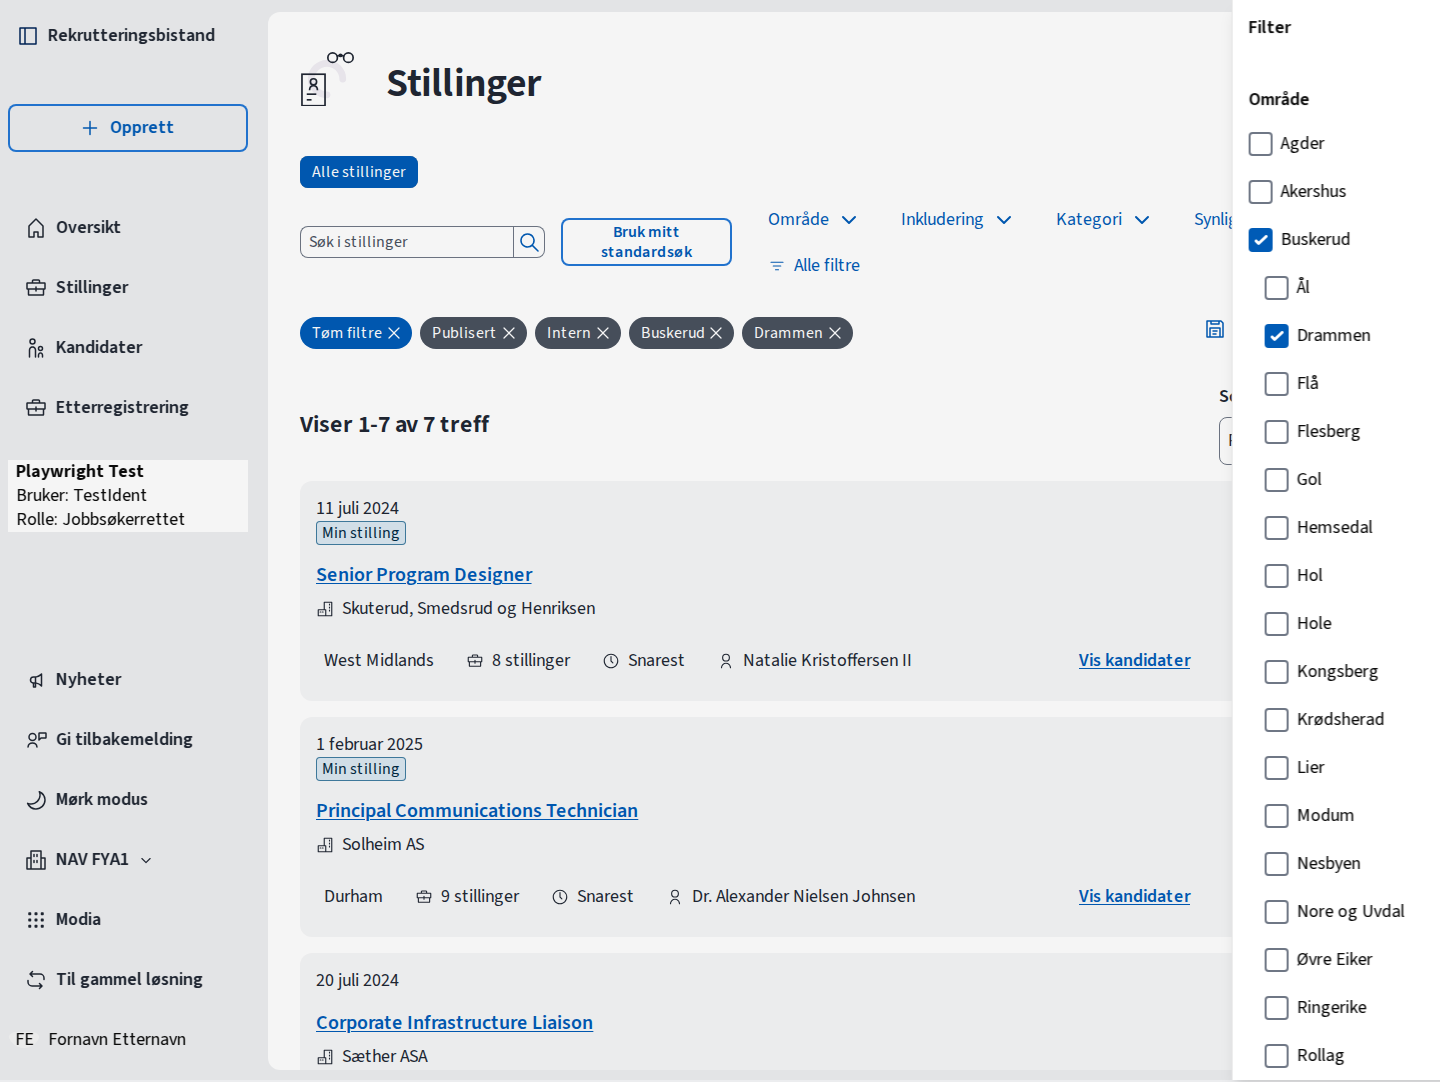 Rekrutteringsbistand
Opprett
Oversikt
Stillinger
Kandidater
Etterregistrering
Playwright Test
Bruker: TestIdent
Rolle: Jobbsøkerrettet
Nyheter
Gi tilbakemelding
Mørk modus
NAV FYA1
Modia
Til gammel løsning
FE Fornavn Etternavn
Stillinger
Alle stillinger
Søk i stillinger
Bruk mitt
standardsøk
Område Inkludering Kategori
Alle filtre
Tøm filtre Publisert Intern Buskerud Drammen
Viser 1-7 av 7 treff
11 juli 2024
Min stilling
Senior Program Designer
Skuterud, Smedsrud og Henriksen
West Midlands 8 stillinger Snarest Natalie Kristoffersen II Vis kandidater
1 februar 2025
Min stilling
Principal Communications Technician
Solheim AS
Durham 9 stillinger Snarest Dr. Alexander Nielsen Johnsen Vis kandidater
20 juli 2024
Corporate Infrastructure Liaison
Sæther ASA
Filter
Område
Agder
Akershus
Buskerud
Ål
Drammen
Flå
Flesberg
Gol
Hemsedal
Hol
Hole
Kongsberg
Krødsherad
Lier
Modum
Nesbyen
Nore og Uvdal
Øvre Eiker
Ringerike
Rollag